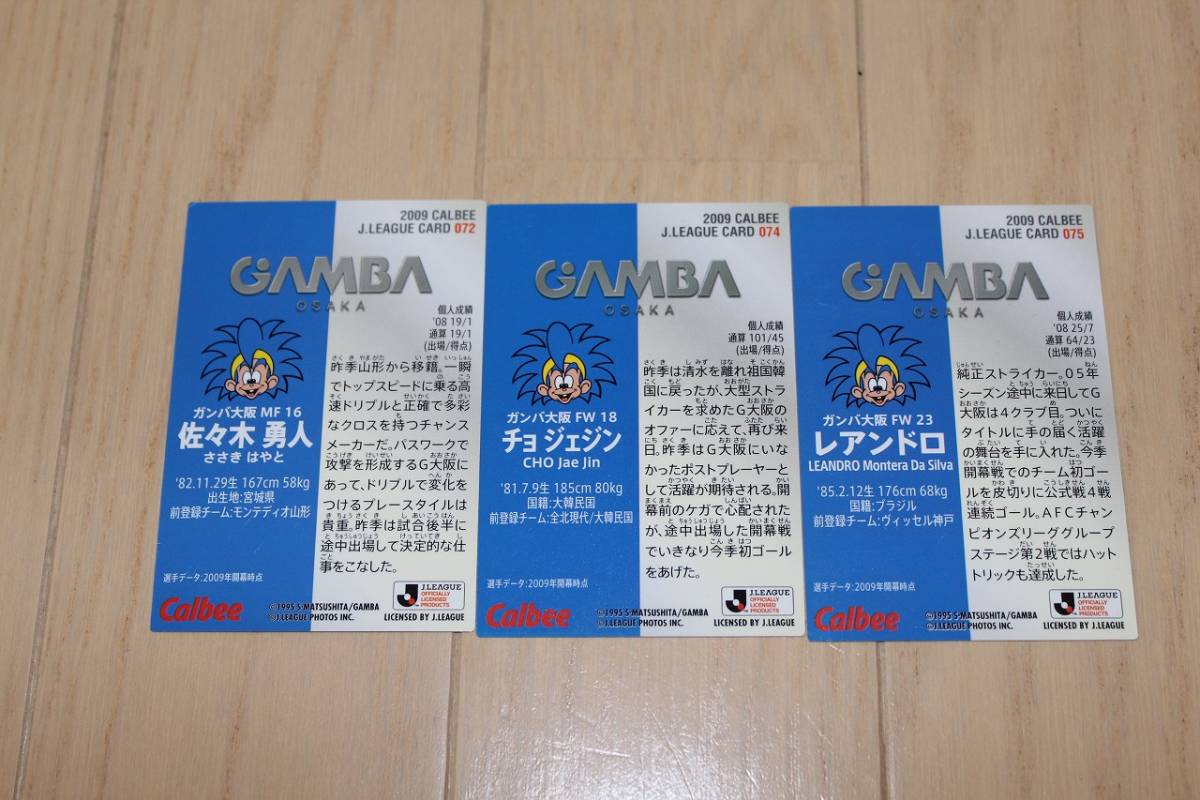 2009 CALBEE
J.LEAGUE CARD 072
GAMBA
OSAKA
個人成績
'08 19/1
通算 19/1
(出場/得点)
ガンバ大阪 MF 16
佐々木 勇人
ささき はやと
'82.11.29生 167cm 58kg
出生地:宮城県
前登録チーム:モンテディオ山形
昨季山形から移籍。一瞬
でトップスピードに乗る高
速ドリブルと正確で多彩
なクロスを持つチャンス
メーカーだ。パスワークで
攻撃を形成するG大阪に
あって、ドリブルで変化を
つけるプレースタイルは
貴重。昨季は試合後半に
途中出場して決定的な仕
事をこなした。
選手データ:2009年開幕時点
Calbee
©1995 S・MATSUSHITA/GAMBA
©J.LEAGUE PHOTOS INC.
J.LEAGUE
OFFICIALLY
LICENSED
PRODUCTS
LICENSED BY J.LEAGUE
2009 CALBEE
J.LEAGUE CARD 074
GAMBA
OSAKA
個人成績
通算 101/45
(出場/得点)
ガンバ大阪 FW 18
チョ ジェジン
CHO Jae Jin
'81.7.9生 185cm 80kg
国籍:大韓民国
前登録チーム:全北現代/大韓民国
昨季は清水を離れ祖国韓
国に戻ったが、大型ストラ
イカーを求めたG大阪の
オファーに応えて、再び来
日。昨季はG大阪にいな
かったポストプレーヤーと
して活躍が期待される。開
幕前のケガで心配された
が、途中出場した開幕戦
でいきなり今季初ゴール
をあげた。
選手データ:2009年開幕時点
Calbee
©1995 S・MATSUSHITA/GAMBA
©J.LEAGUE PHOTOS INC.
J.LEAGUE
OFFICIALLY
LICENSED
PRODUCTS
LICENSED BY J.LEAGUE
2009 CALBEE
J.LEAGUE CARD 075
GAMBA
OSAKA
個人成績
'08 25/7
通算 64/23
(出場/得点)
ガンバ大阪 FW 23
レアンドロ
LEANDRO Montera Da Silva
'85.2.12生 176cm 68kg
国籍:ブラジル
前登録チーム:ヴィッセル神戸
純正ストライカー。05年
シーズン途中に来日してG
大阪は4クラブ目。ついに
タイトルに手の届く活躍
の舞台を手に入れた。今季
開幕戦でのチーム初ゴー
ルを皮切りに公式戦4戦
連続ゴール。AFCチャン
ピオンズリーググループ
ステージ第2戦ではハット
トリックも達成した。
選手データ:2009年開幕時点
Calbee
©1995 S・MATSUSHITA/GAMBA
©J.LEAGUE PHOTOS INC.
J.LEAGUE
OFFICIALLY
LICENSED
PRODUCTS
LICENSED BY J.LEAGUE